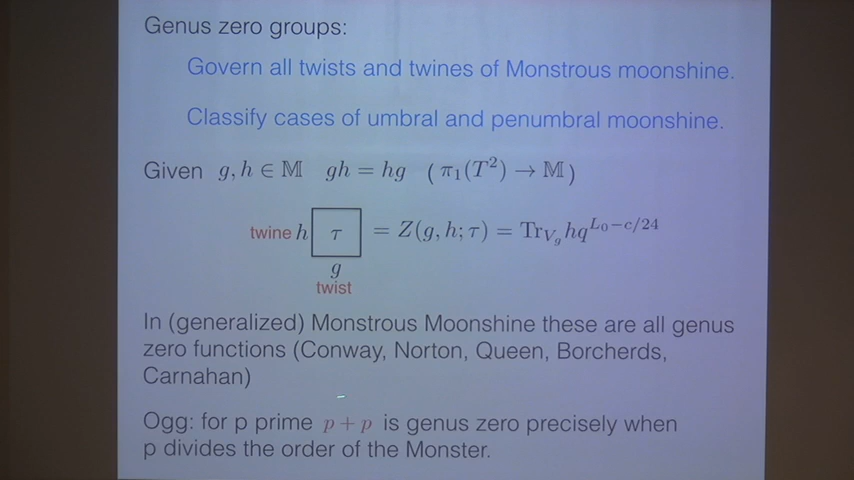 Genus zero groups:
Govern all twists and twines of Monstrous moonshine.
Classify cases of umbral and penumbral moonshine.
Given g, h ∈ 𝕄 gh = hg ( π₁(T²) → 𝕄 )
twine h τ = Z(g, h; τ) = Tr_{V_g} hq^{L₀−c/24}
g
twist
In (generalized) Monstrous Moonshine these are all genus
zero functions (Conway, Norton, Queen, Borcherds,
Carnahan)
Ogg: for p prime p + p is genus zero precisely when
p divides the order of the Monster.